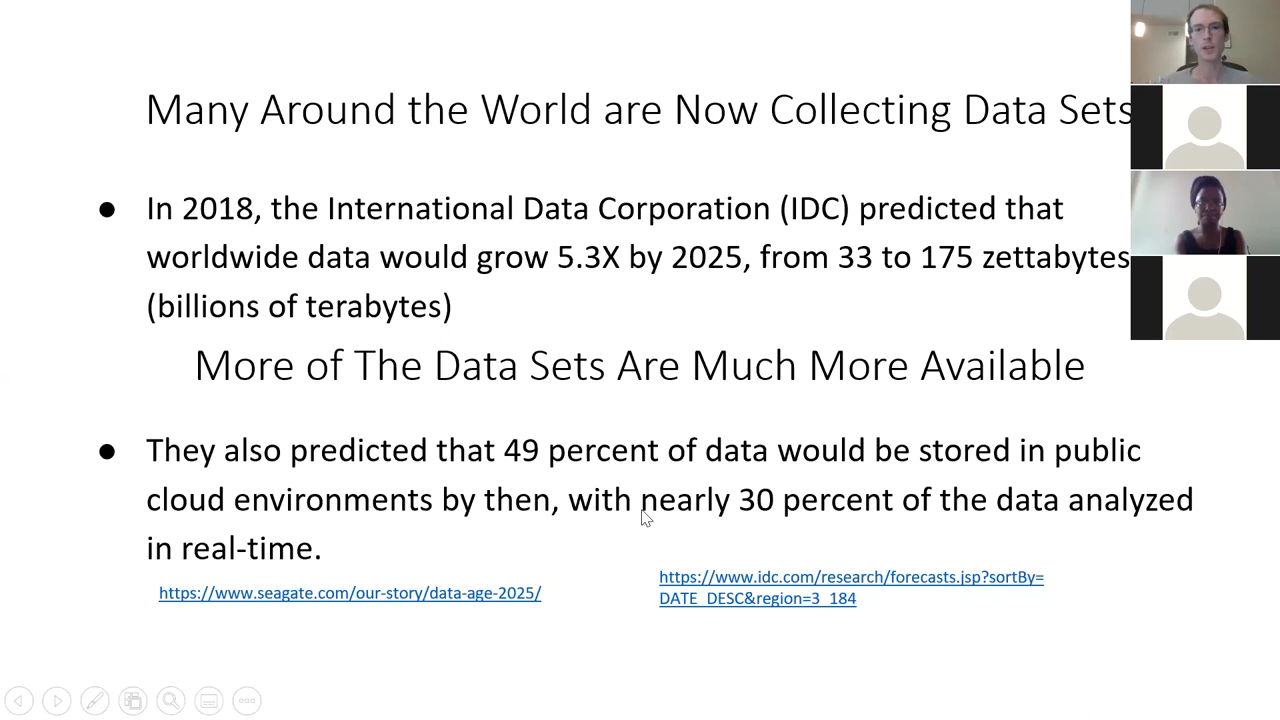 Many Around the World are Now Collecting Data Sets
● In 2018, the International Data Corporation (IDC) predicted that
worldwide data would grow 5.3X by 2025, from 33 to 175 zettabytes
(billions of terabytes)
More of The Data Sets Are Much More Available
● They also predicted that 49 percent of data would be stored in public
cloud environments by then, with nearly 30 percent of the data analyzed
in real-time.
https://www.seagate.com/our-story/data-age-2025/
https://www.idc.com/research/forecasts.jsp?sortBy=
DATE_DESC&region=3_184